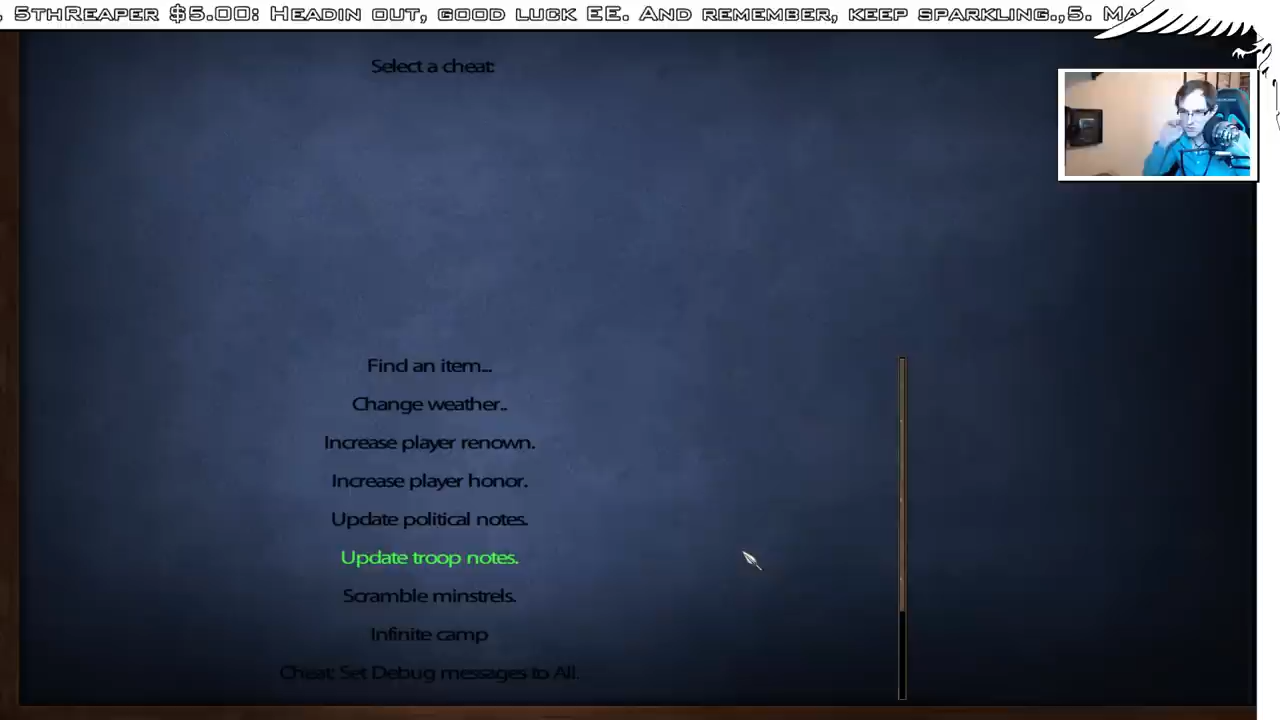 . 5thReaper $5.00: Headin out, good luck EE. And remember, keep sparkling.,5. Ma
Select a cheat:
Find an item...
Change weather..
Increase player renown.
Increase player honor.
Update political notes.
Update troop notes.
Scramble minstrels.
Infinite camp
Cheat: Set Debug messages to All.